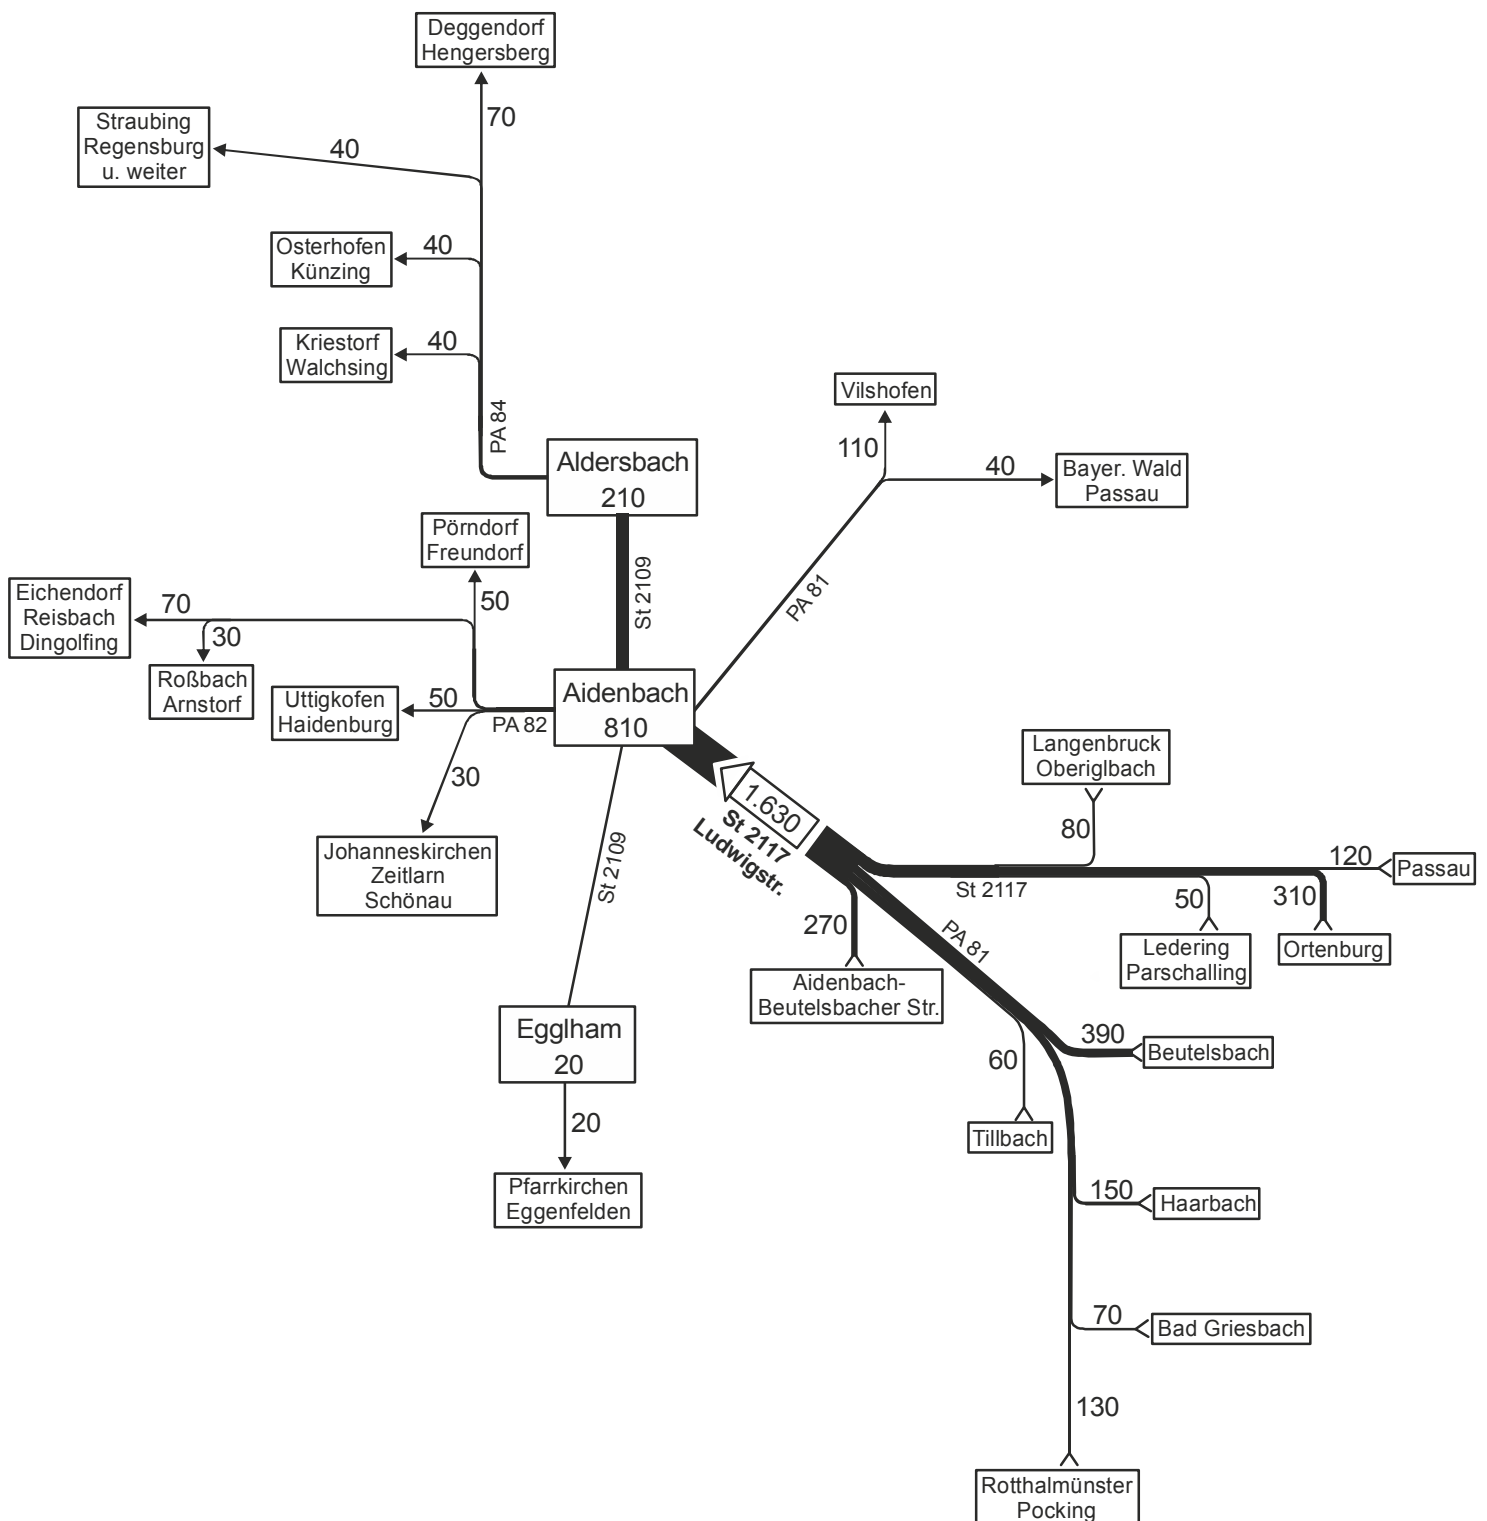 Deggendorf
Hengersberg
70
Straubing
Regensburg
u. weiter
40
Osterhofen
Künzing
40
Kriestorf
Walchsing
40
PA 84
Vilshofen
110
40
Bayer. Wald
Passau
Aldersbach
210
Pörndorf
Freundorf
50
St 2109
PA 81
Eichendorf
Reisbach
Dingolfing
70
30
Roßbach
Arnstorf
Uttigkofen
Haidenburg
50
PA 82
Aidenbach
810
30
Johanneskirchen
Zeitlarn
Schönau
St 2109
1.630
St 2117
Ludwigstr.
Langenbruck
Oberiglbach
80
St 2117
120
Passau
50
310
Ledering
Parschalling
Ortenburg
270
PA 81
Aidenbach-
Beutelsbacher Str.
Egglham
20
390
Beutelsbach
60
Tillbach
20
Pfarrkirchen
Eggenfelden
150
Haarbach
70
Bad Griesbach
130
Rotthalmünster
Pocking